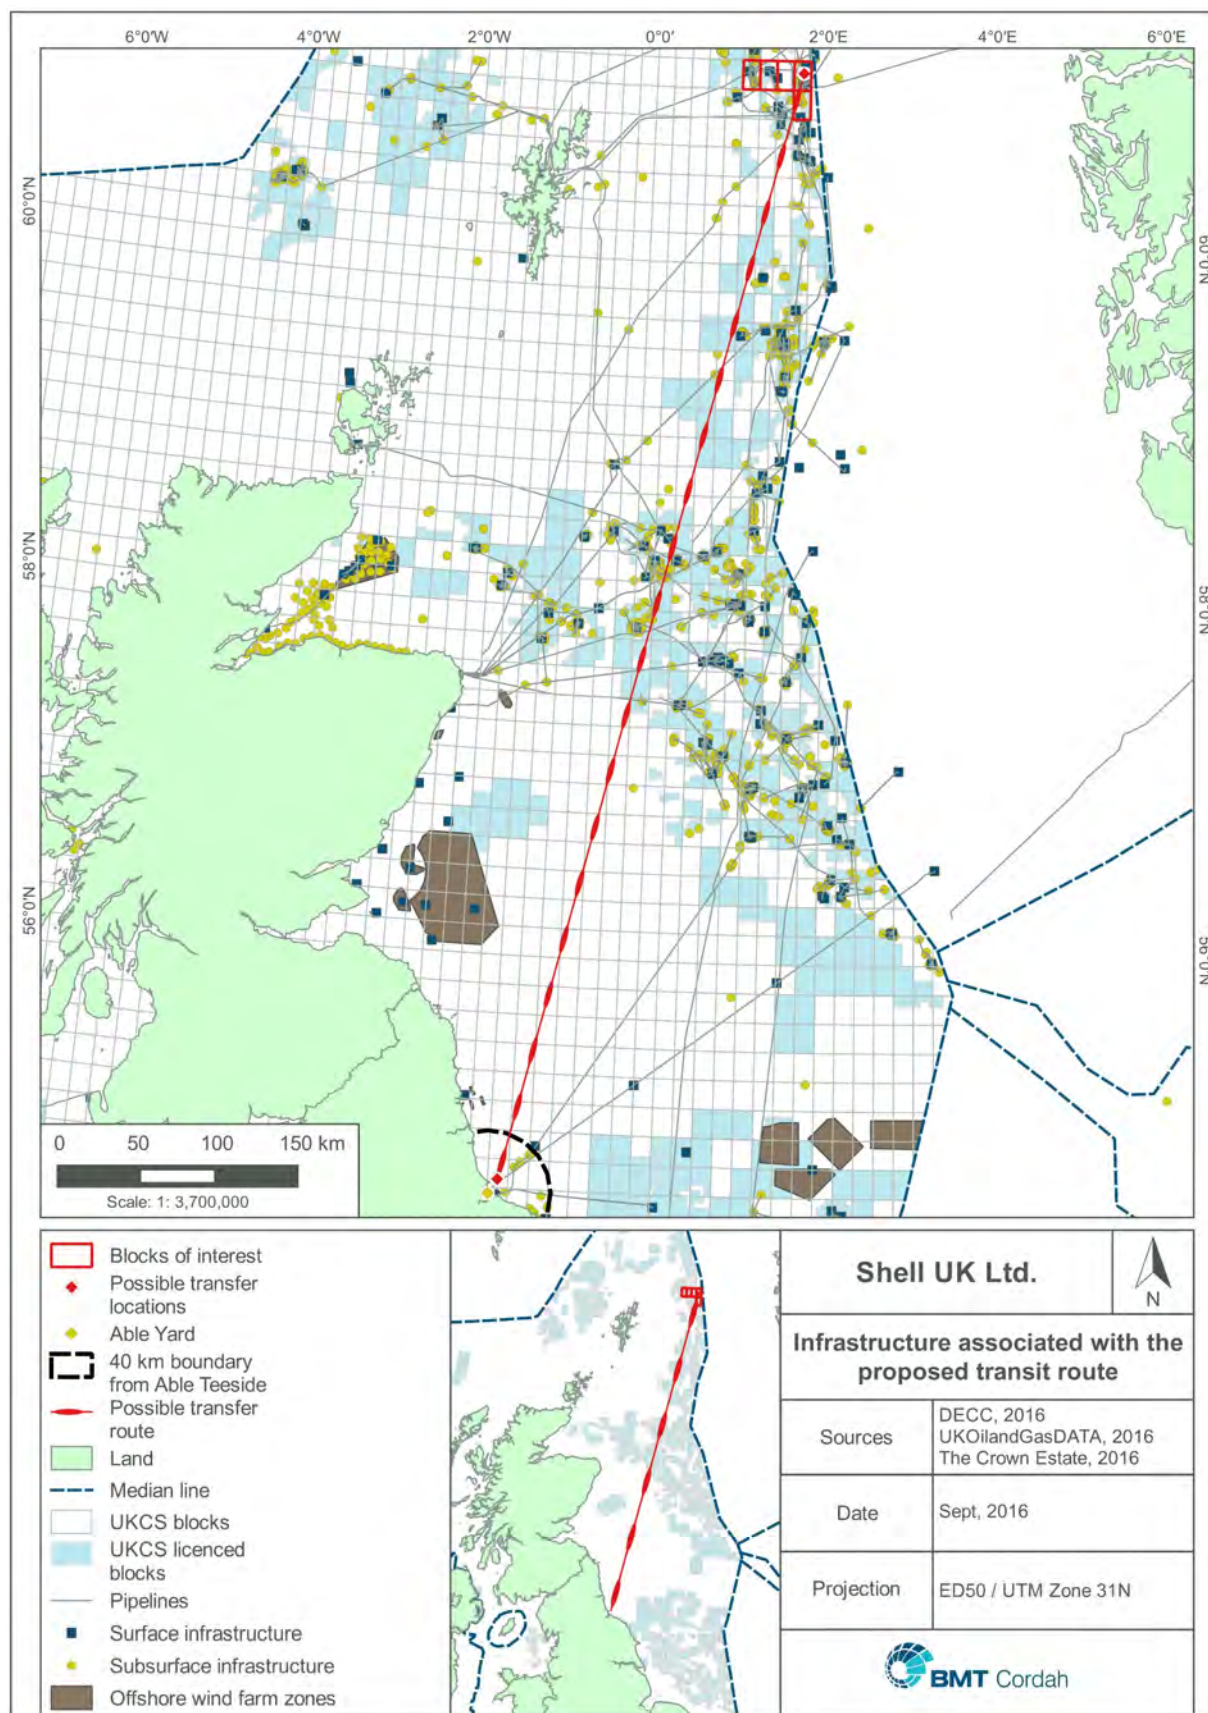 6°0'W
4°0'W
2°0'W
0°0'
2°0'E
4°0'E
6°0'E
60°0'N
58°0'N
56°0'N
60°0'N
58°0'N
56°0'N
0 50 100 150 km
Scale: 1: 3,700,000
Blocks of interest
Possible transfer
locations
Able Yard
40 km boundary
from Able Teeside
Possible transfer
route
Land
Median line
UKCS blocks
UKCS licenced
blocks
Pipelines
Surface infrastructure
Subsurface infrastructure
Offshore wind farm zones
Shell UK Ltd.
N
Infrastructure associated with the
proposed transit route
Sources
DECC, 2016
UKOilandGasDATA, 2016
The Crown Estate, 2016
Date
Sept, 2016
Projection
ED50 / UTM Zone 31N
BMT Cordah